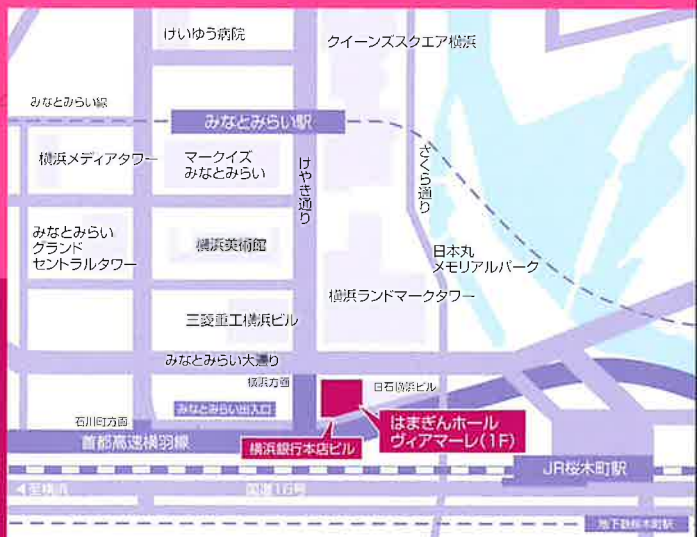 けいゆう病院
クイーンズスクエア横浜
みなとみらい線
みなとみらい駅
横浜メディアタワー
マークイズ
みなとみらい
けやき通り
さくら通り
みなとみらい
グランド
セントラルタワー
横浜美術館
日本丸
メモリアルパーク
横浜ランドマークタワー
三菱重工横浜ビル
みなとみらい大通り
横浜方面
日石横浜ビル
みなとみらい出入口
石川町方面
はまぎんホール
ヴィアマーレ(1F)
首都高速横羽線
横浜銀行本店ビル
JR桜木町駅
◀至横浜
国道16号
地下鉄桜木町駅